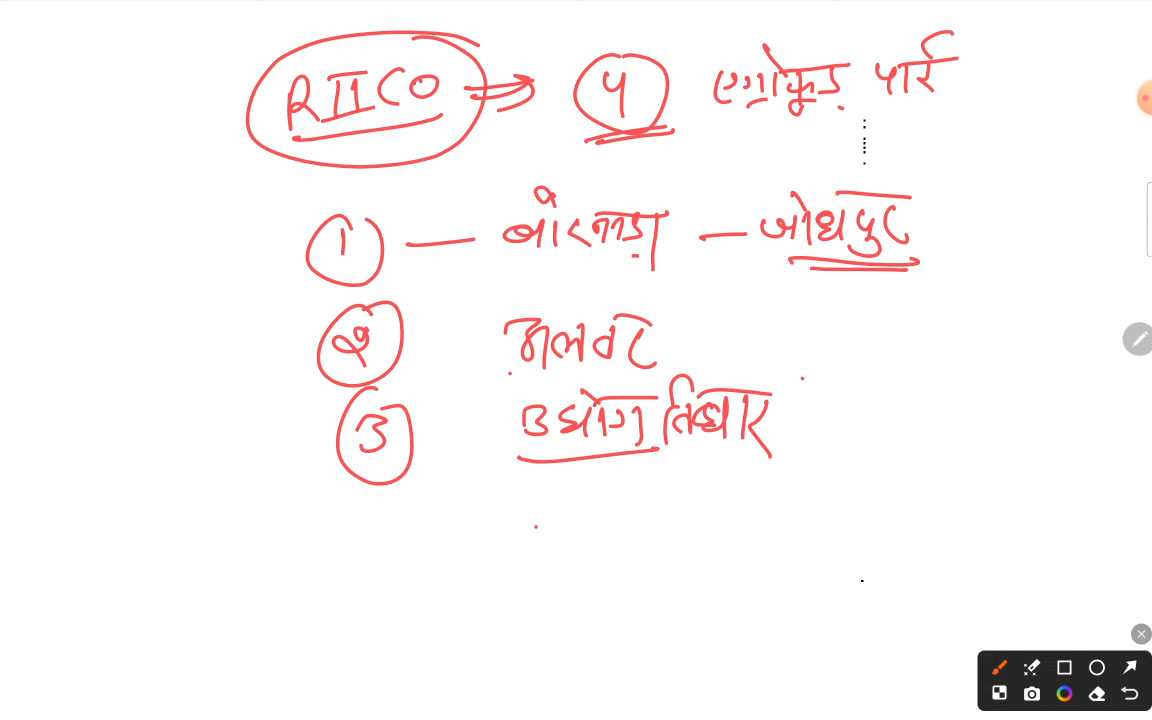 RIICO ⇒ 4 एग्रोफूड पार्क
1 — बोरनाडा — जोधपुर
2 अलवर
3 उद्योग विहार